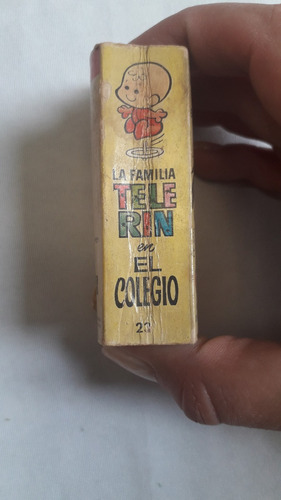 LA FAMILIA
TELE
RIN
en
EL
COLEGIO
23